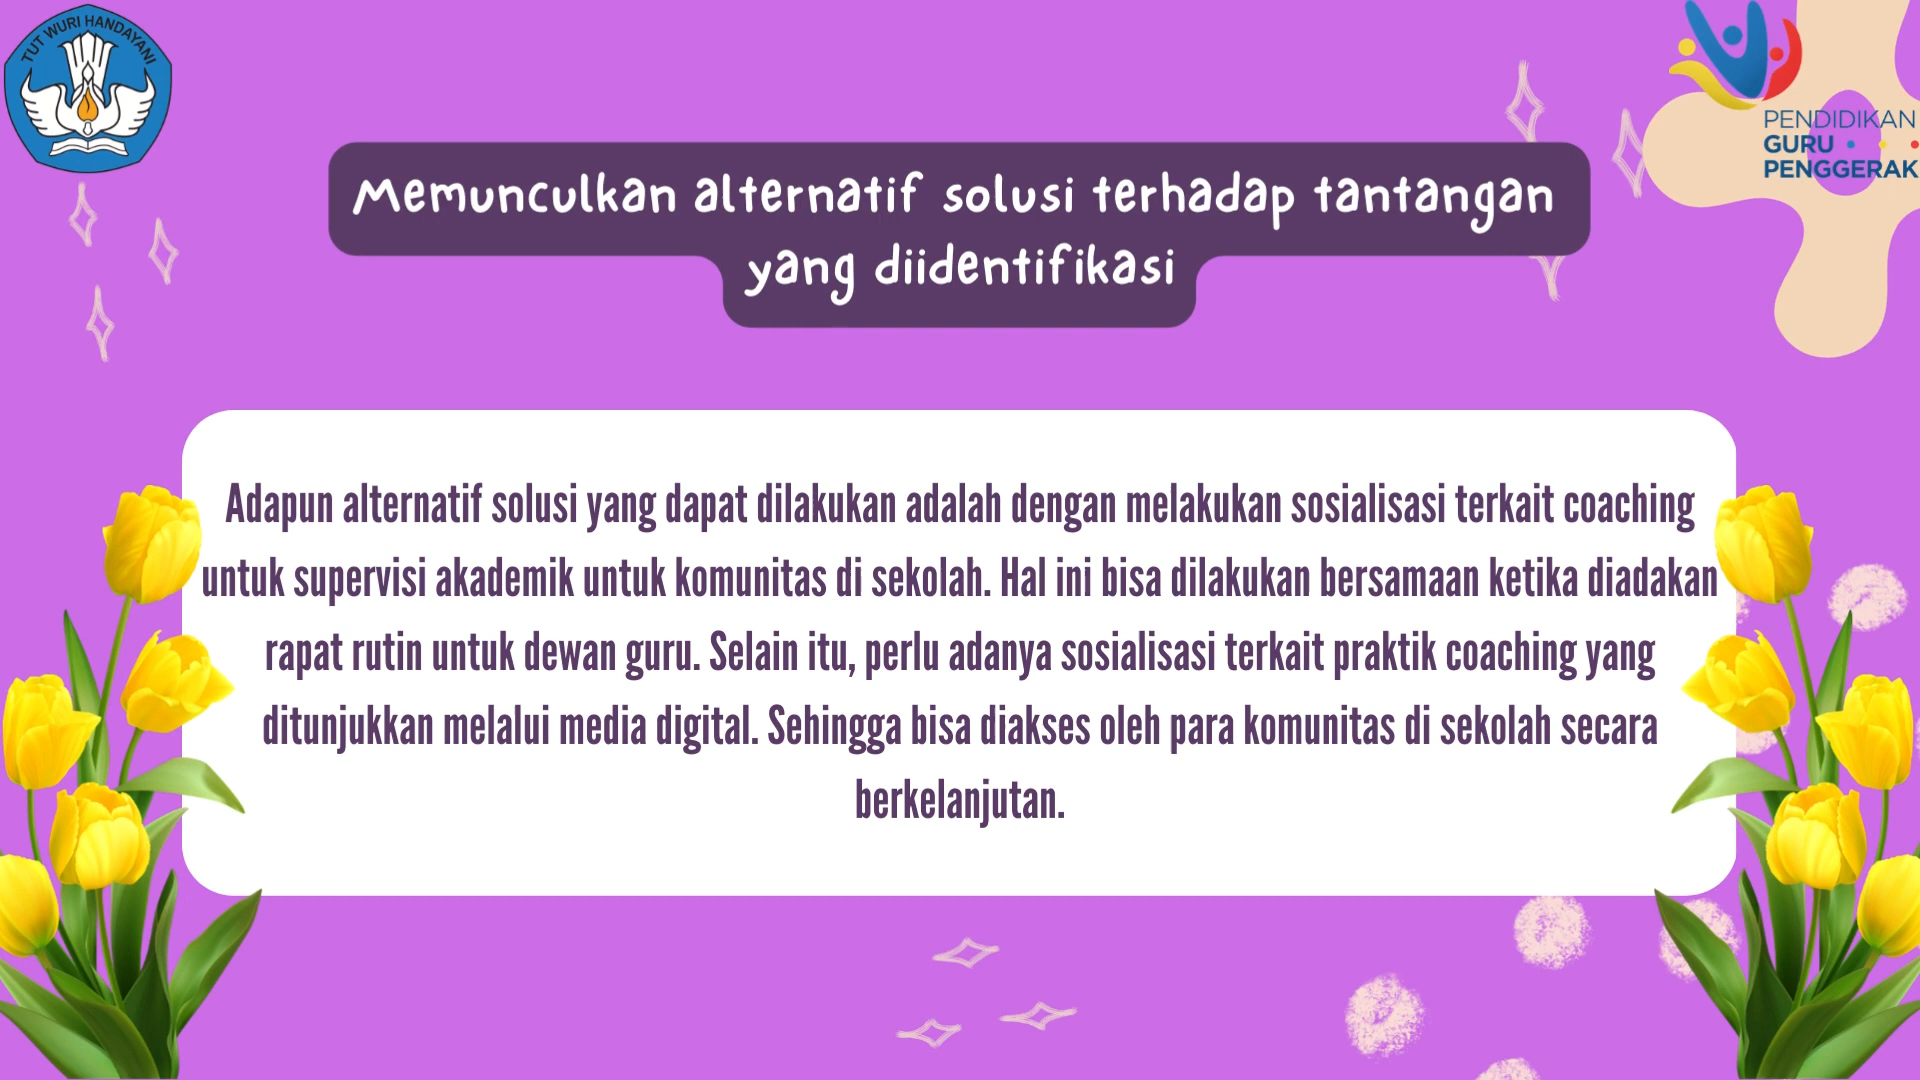 TUT WURI HANDAYANI
PENDIDIKAN
GURU
PENGGERAK
Memunculkan alternatif solusi terhadap tantangan
yang diidentifikasi
Adapun alternatif solusi yang dapat dilakukan adalah dengan melakukan sosialisasi terkait coaching
untuk supervisi akademik untuk komunitas di sekolah. Hal ini bisa dilakukan bersamaan ketika diadakan
rapat rutin untuk dewan guru. Selain itu, perlu adanya sosialisasi terkait praktik coaching yang
ditunjukkan melalui media digital. Sehingga bisa diakses oleh para komunitas di sekolah secara
berkelanjutan.